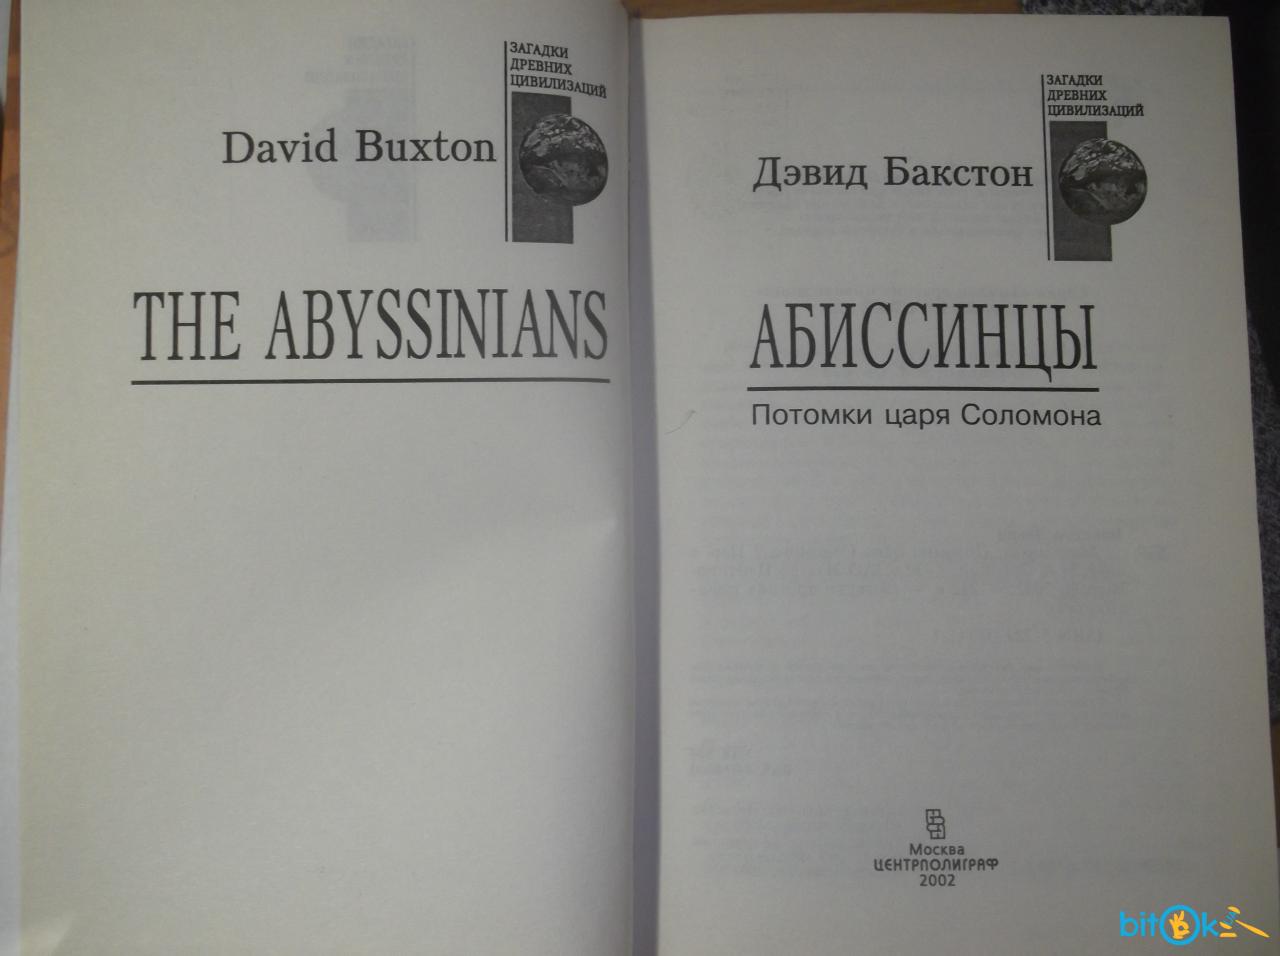 ЗАГАДКИ
ДРЕВНИХ
ЦИВИЛИЗАЦИЙ
David Buxton
THE ABYSSINIANS
ЗАГАДКИ
ДРЕВНИХ
ЦИВИЛИЗАЦИЙ
Дэвид Бакстон
АБИССИНЦЫ
Потомки царя Соломона
Москва
ЦЕНТРПОЛИГРАФ
2002